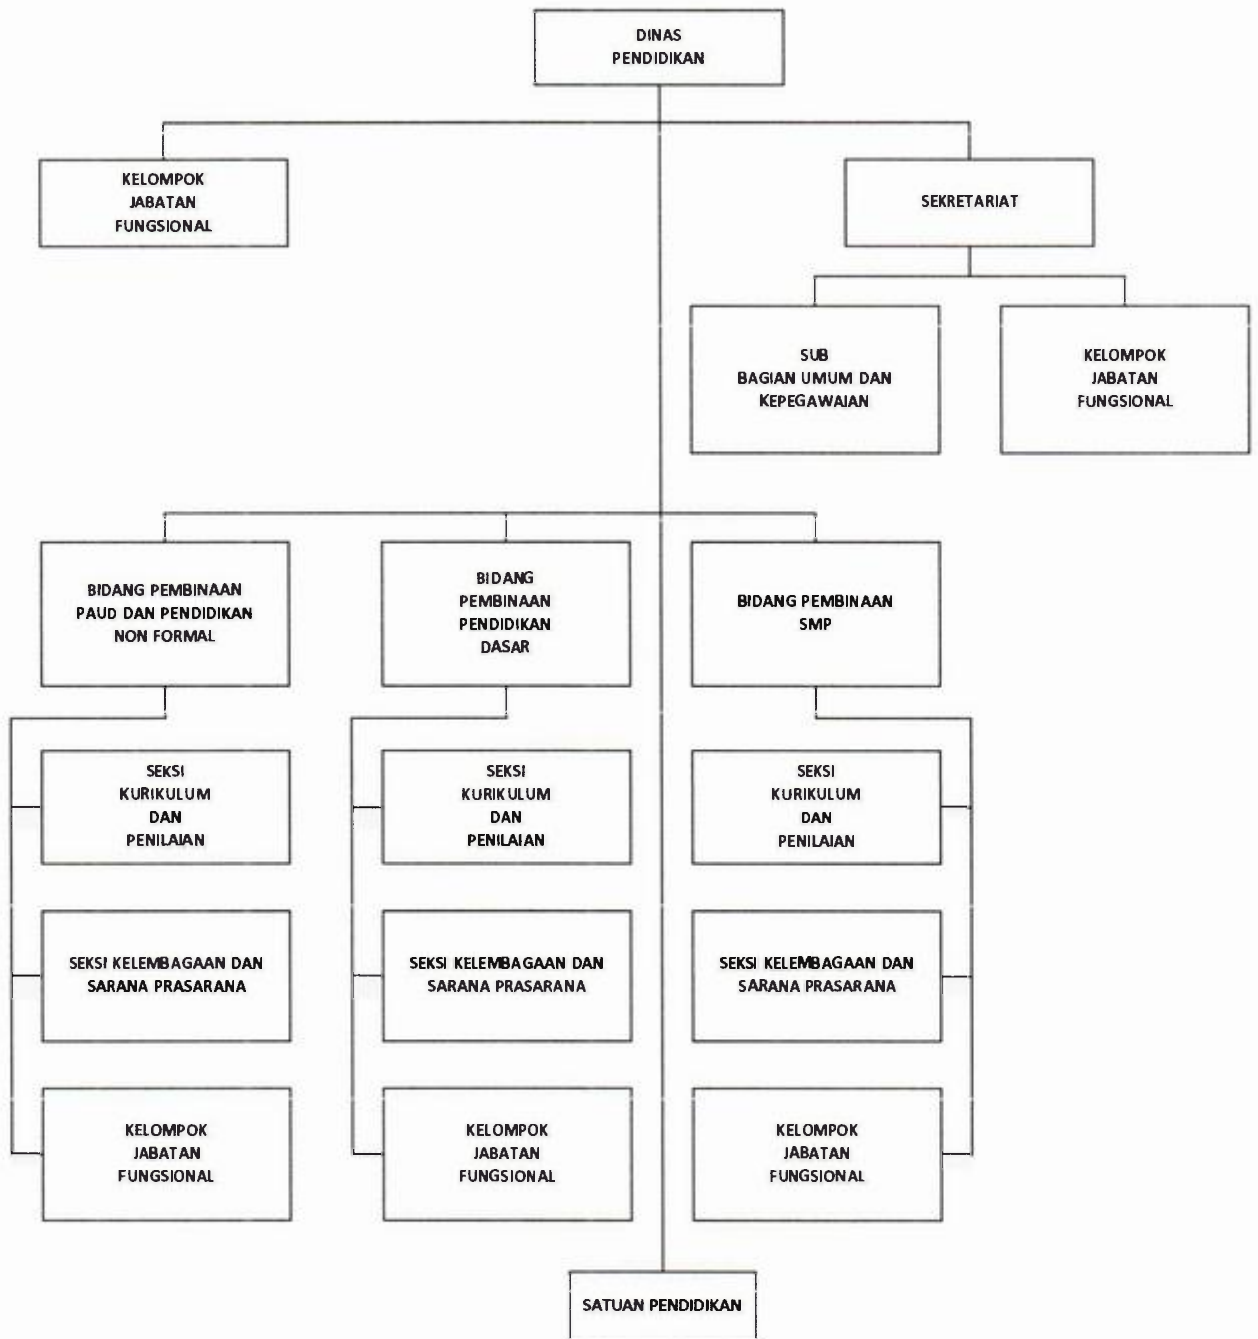 DINAS
PENDIDIKAN
KELOMPOK
JABATAN
FUNGSIONAL
SEKRETARIAT
SUB
BAGIAN UMUM DAN
KEPEGAWAIAN
KELOMPOK
JABATAN
FUNGSIONAL
BIDANG PEMBINAAN
PAUD DAN PENDIDIKAN
NON FORMAL
BIDANG
PEMBINAAN
PENDIDIKAN
DASAR
BIDANG PEMBINAAN
SMP
SEKSI
KURIKULUM
DAN
PENILAIAN
SEKSI
KURIKULUM
DAN
PENILAIAN
SEKSI
KURIKULUM
DAN
PENILAIAN
SEKSI KELEMBAGAAN DAN
SARANA PRASARANA
SEKSI KELEMBAGAAN DAN
SARANA PRASARANA
SEKSI KELEMBAGAAN DAN
SARANA PRASARANA
KELOMPOK
JABATAN
FUNGSIONAL
KELOMPOK
JABATAN
FUNGSIONAL
KELOMPOK
JABATAN
FUNGSIONAL
SATUAN PENDIDIKAN